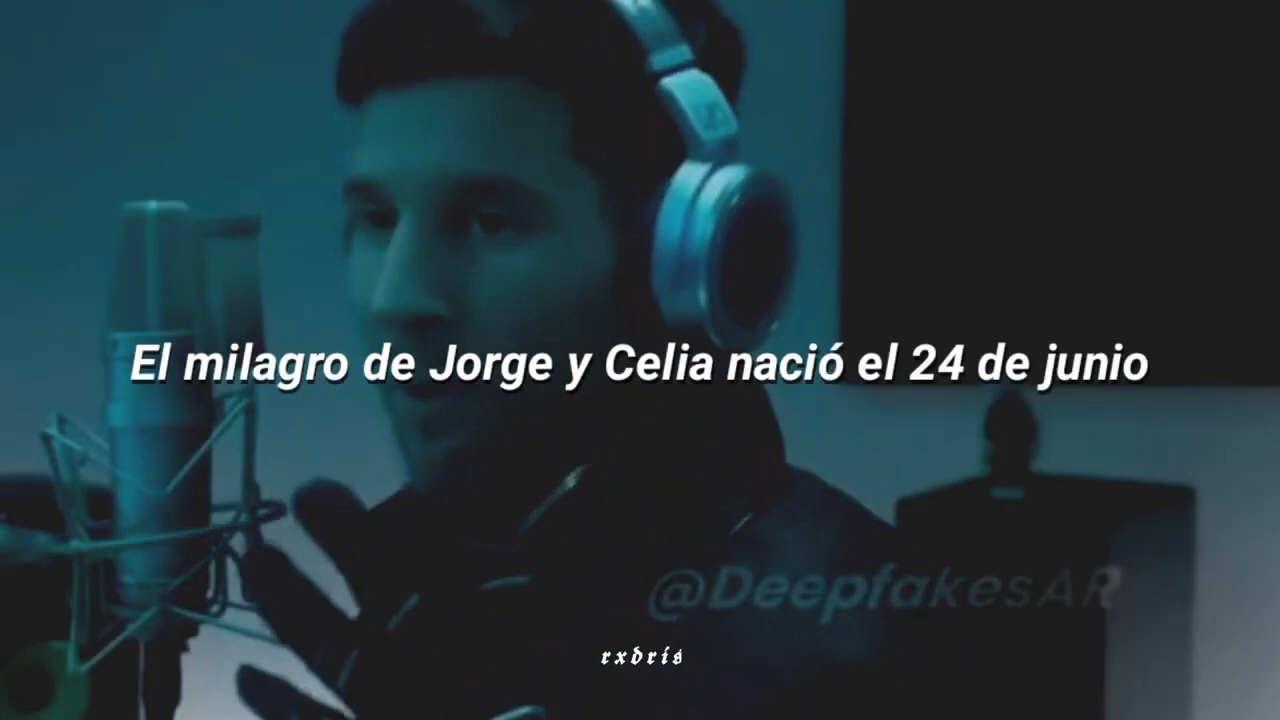 El milagro de Jorge y Celia nació el 24 de junio
@DeepfakesAR
rxdris